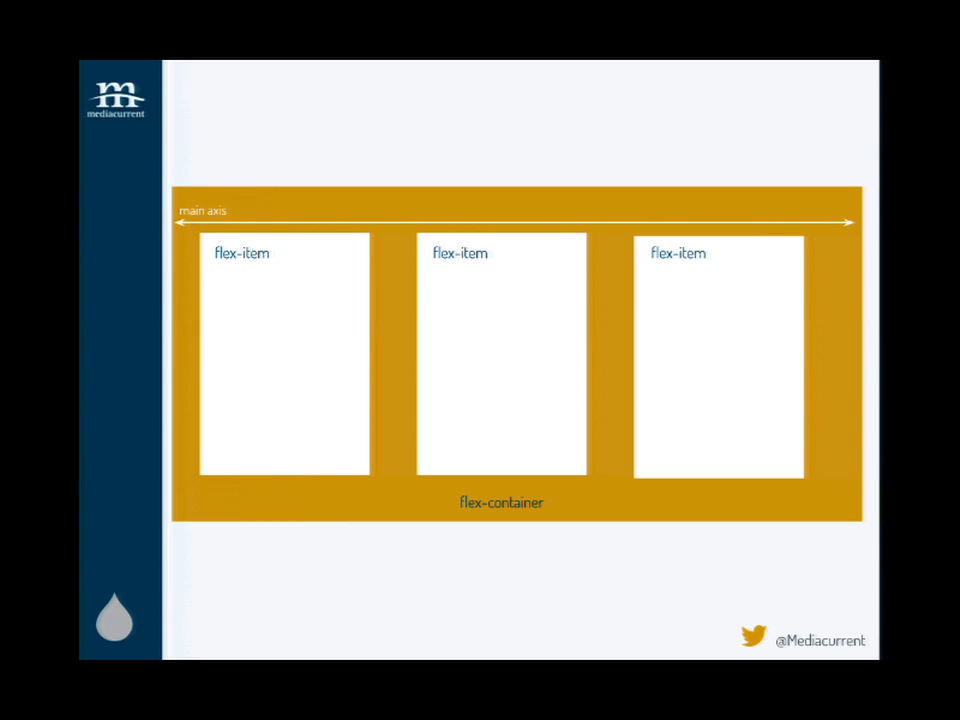 m
mediacurrent
main axis
flex-item
flex-item
flex-item
flex-container
@Mediacurrent